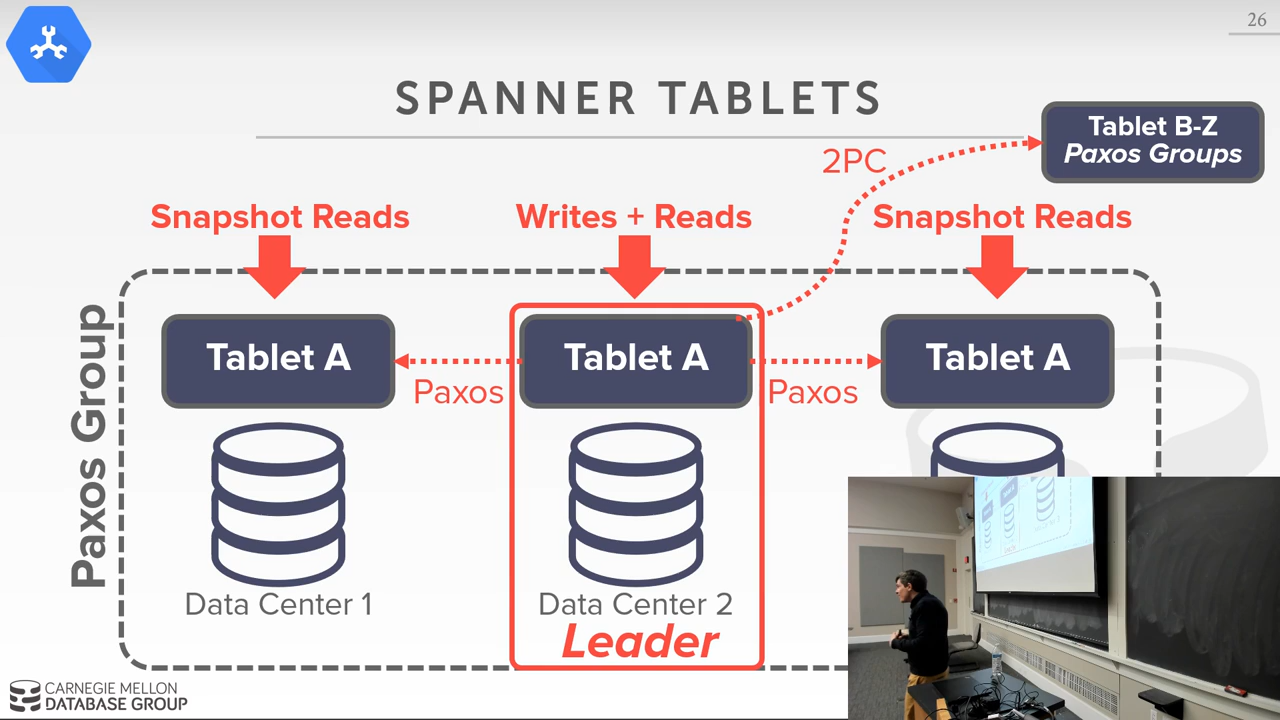 26
SPANNER TABLETS
Tablet B-Z
Paxos Groups
2PC
Snapshot Reads
Writes + Reads
Snapshot Reads
Paxos Group
Tablet A
Tablet A
Tablet A
Paxos
Paxos
Data Center 1
Data Center 2
Leader
CARNEGIE MELLON
DATABASE GROUP